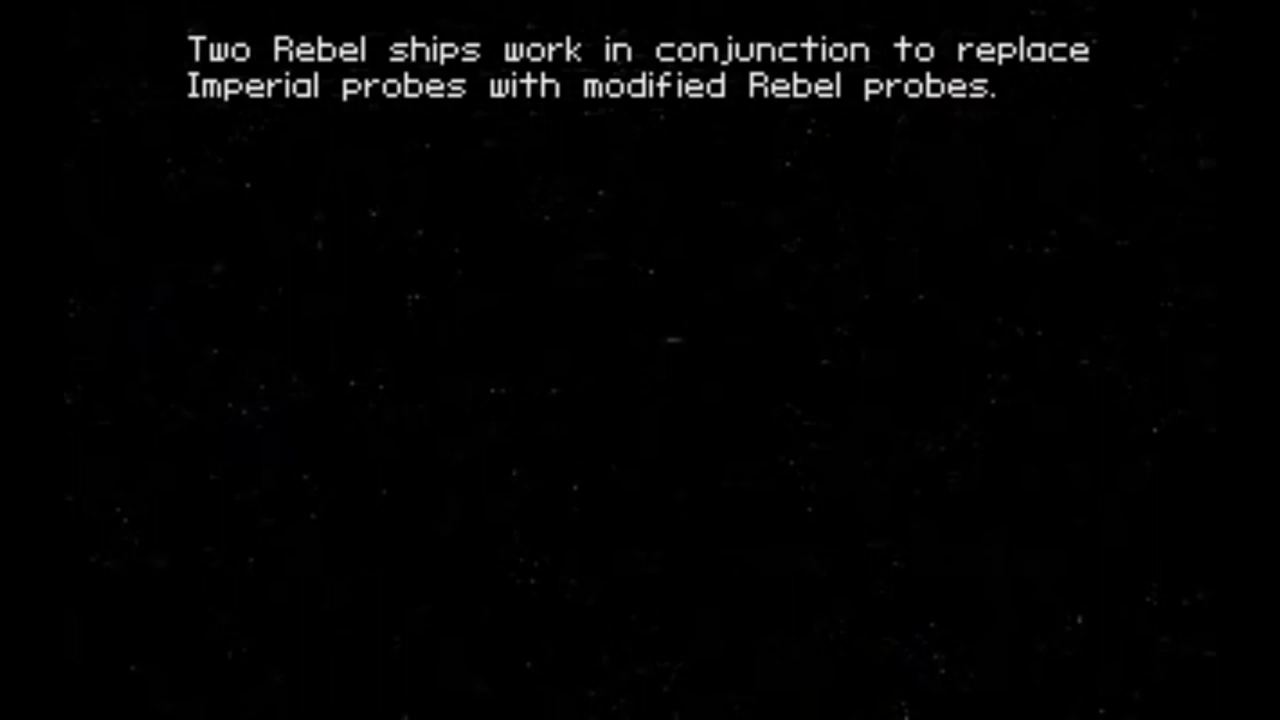 Two Rebel ships work in conjunction to replace
Imperial probes with modified Rebel probes.